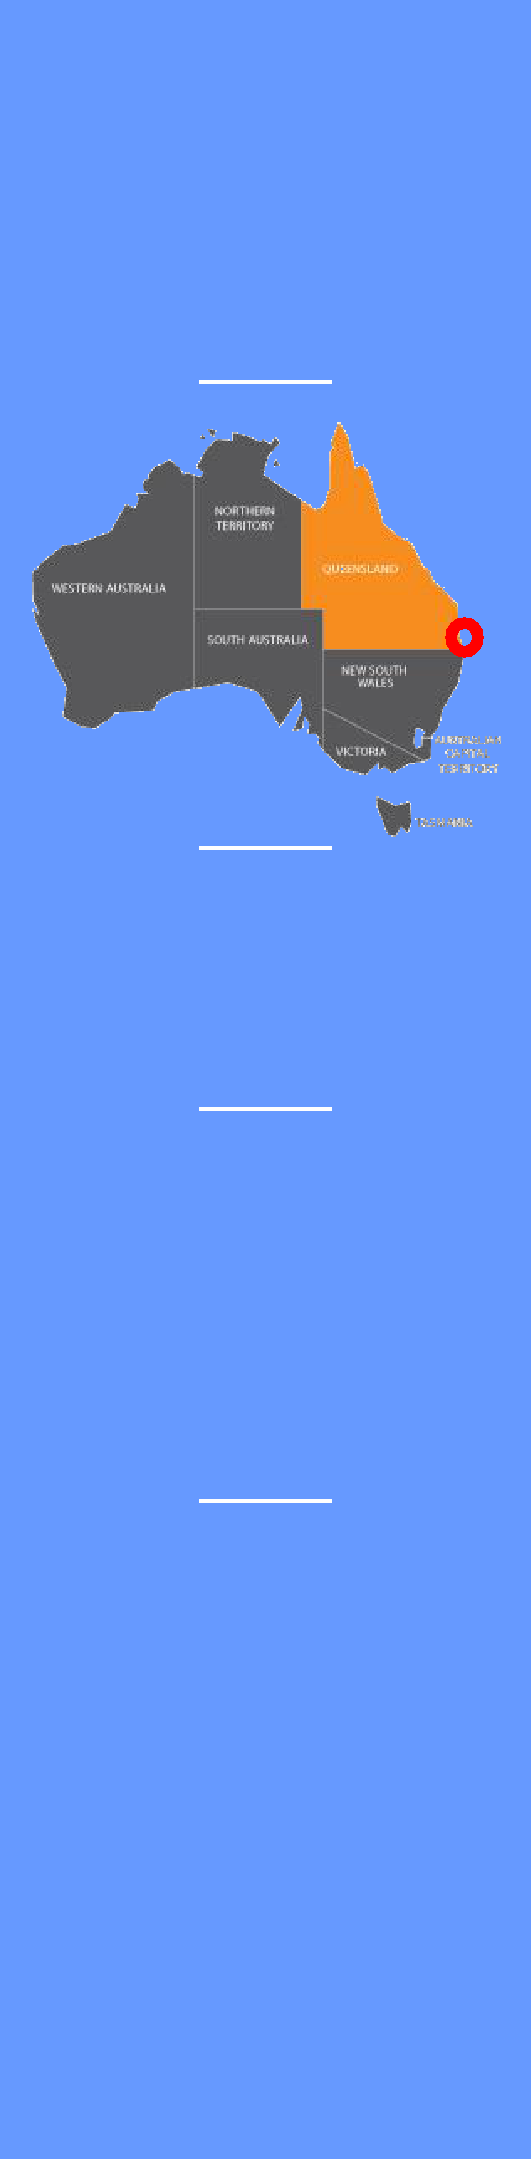 NORTHERN
TERRITORY
QUEENSLAND
WESTERN AUSTRALIA
SOUTH AUSTRALIA
NEW SOUTH
WALES
VICTORIA